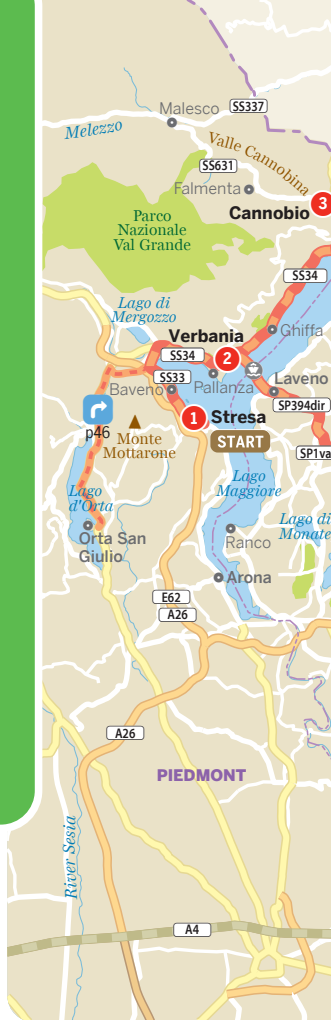 Malesco
SS337
Melezzo
Valle Cannobina
SS631
Falmenta
Cannobio
3
Parco
Nazionale
Val Grande
SS34
Lago di
Mergozzo
Verbania
Ghiffa
SS34
2
SS33
Pallanza
Laveno
Baveno
SP394dir
1
Stresa
START
p46
Monte
Mottarone
SP1va
Lago
Maggiore
Lago
d'Orta
Lago di
Monate
Orta San
Giulio
Ranco
Arona
E62
A26
A26
PIEDMONT
River Sesia
A4